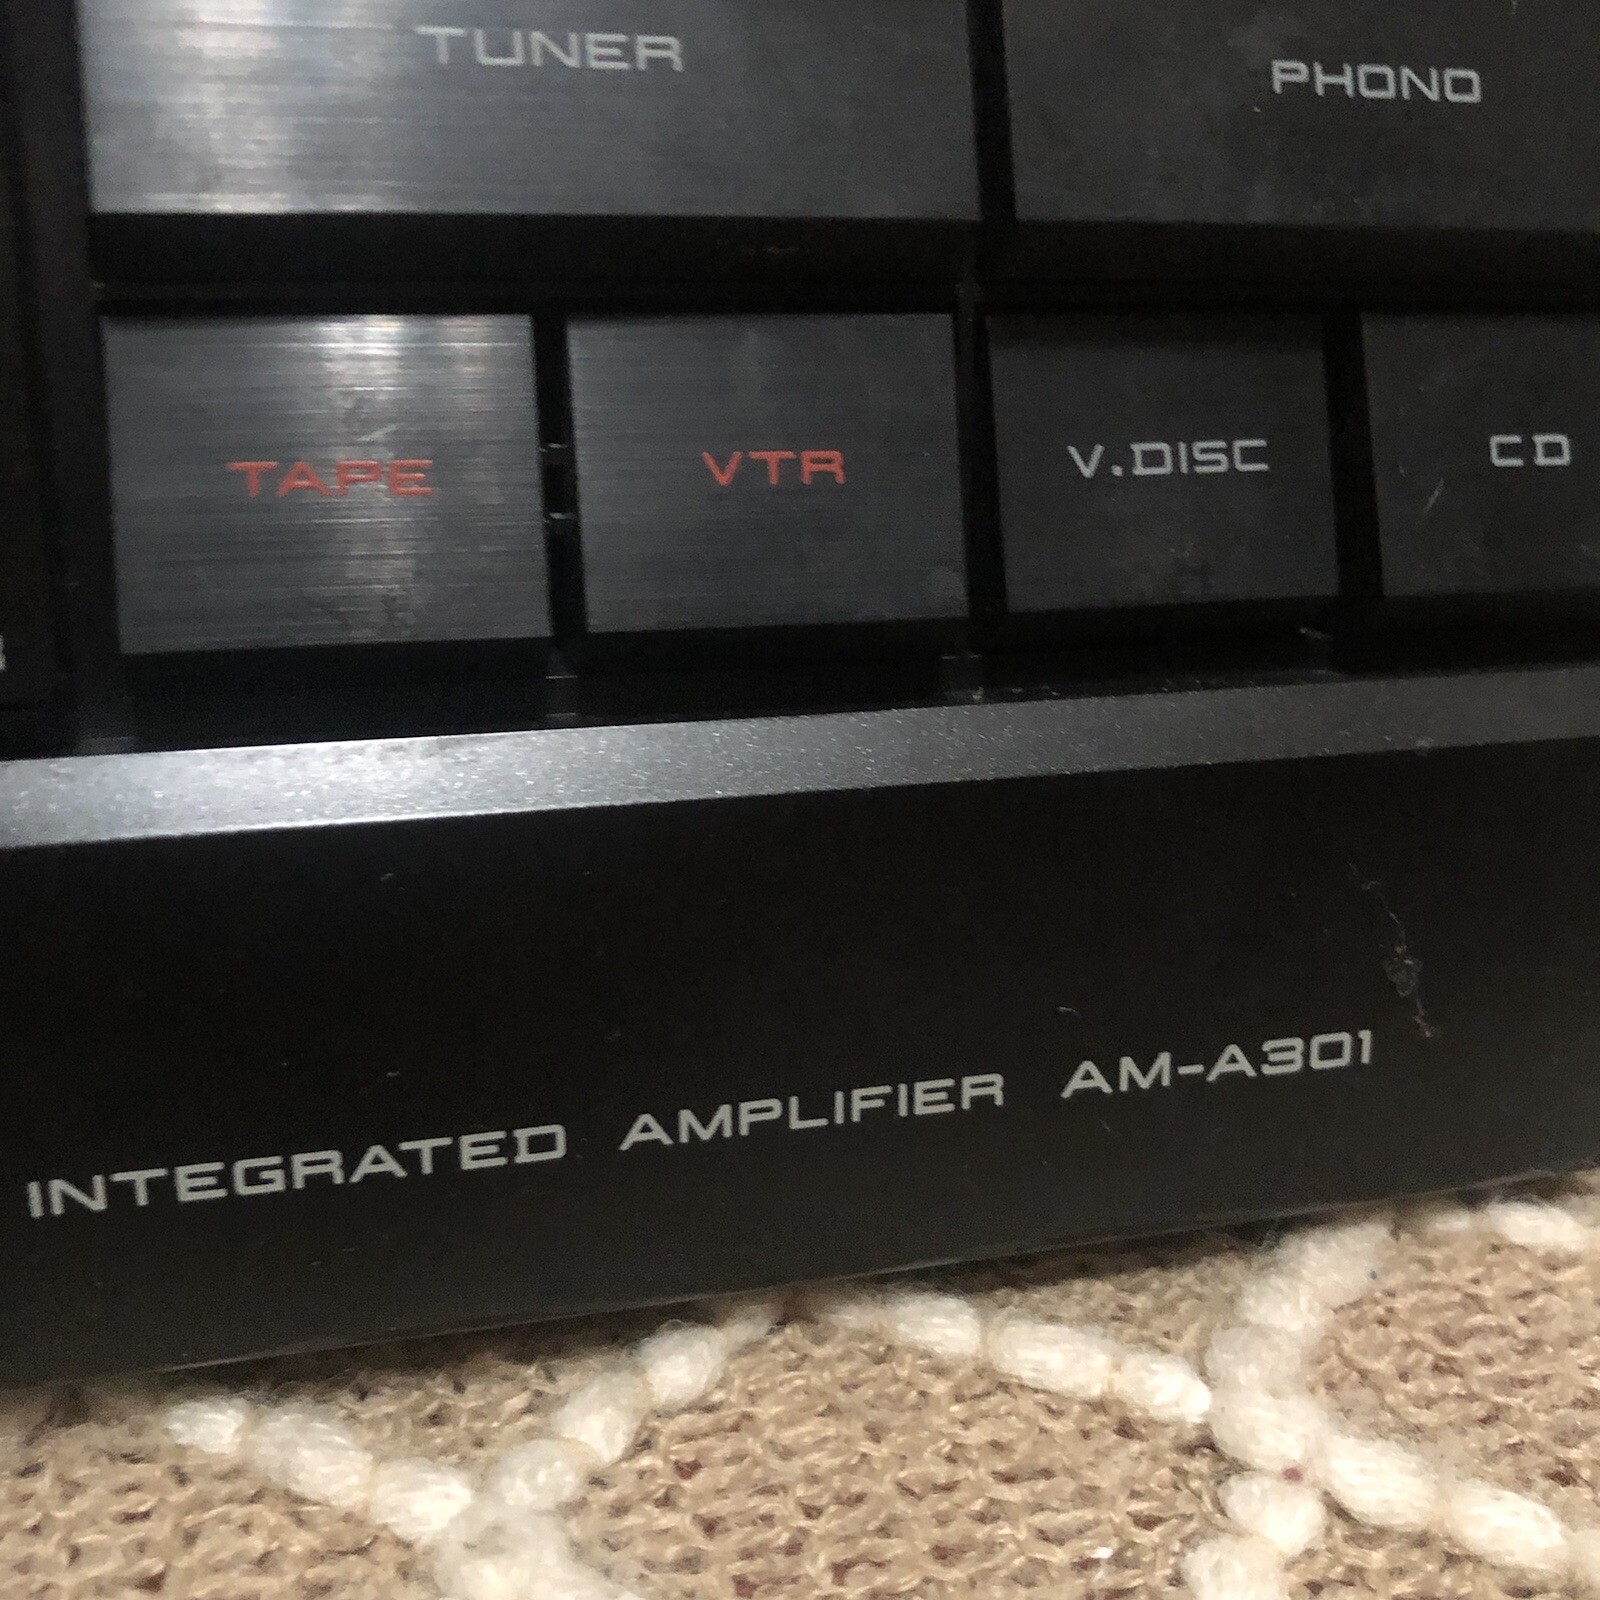 TUNER PHONO
TAPE VTR V.DISC CD
INTEGRATED AMPLIFIER AM-A301